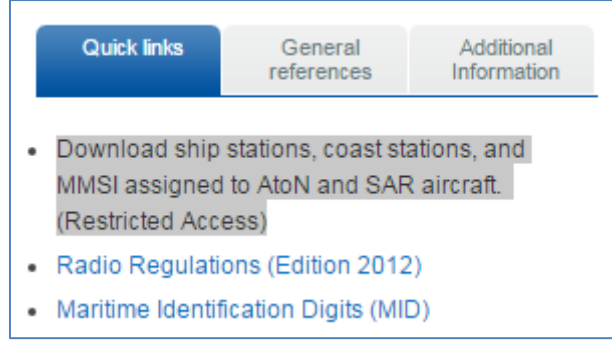 Quick links
General
references
Additional
Information
Download ship stations, coast stations, and
MMSI assigned to AtoN and SAR aircraft.
(Restricted Access)
Radio Regulations (Edition 2012)
Maritime Identification Digits (MID)